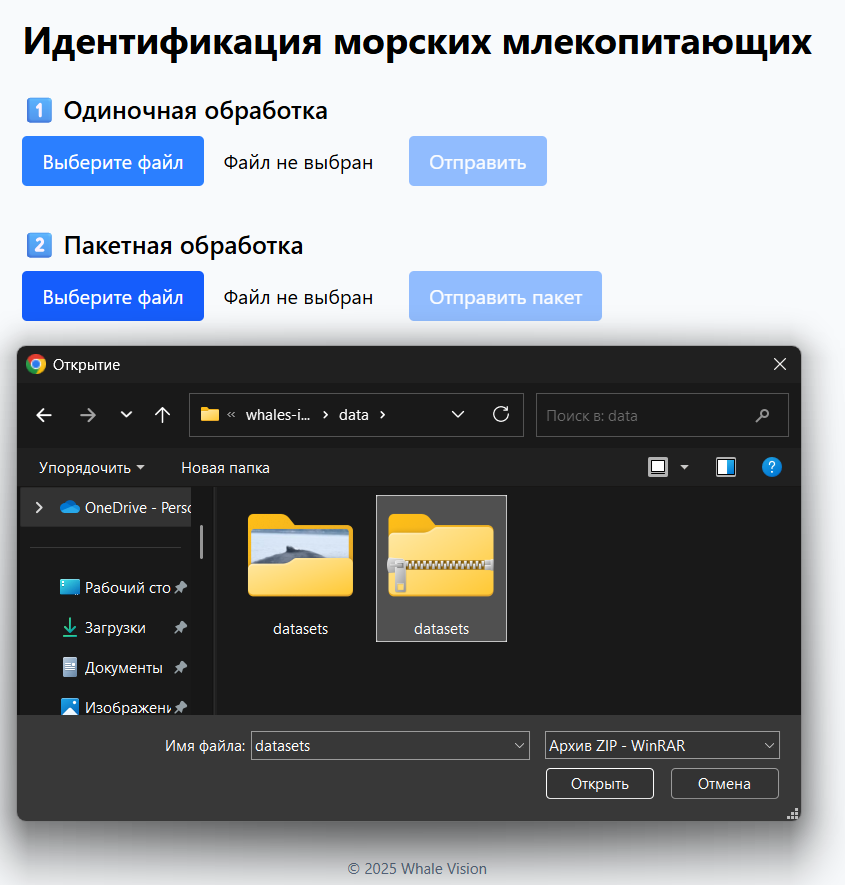 Идентификация морских млекопитающих
1 Одиночная обработка
Выберите файл Файл не выбран Отправить
2 Пакетная обработка
Выберите файл Файл не выбран Отправить пакет
Открытие
« whales-i... › data › Поиск в: data
Упорядочить Новая папка ?
OneDrive - Perso
Рабочий сто
Загрузки
Документы
Изображени
datasets datasets
Имя файла: datasets Архив ZIP - WinRAR
Открыть Отмена
© 2025 Whale Vision